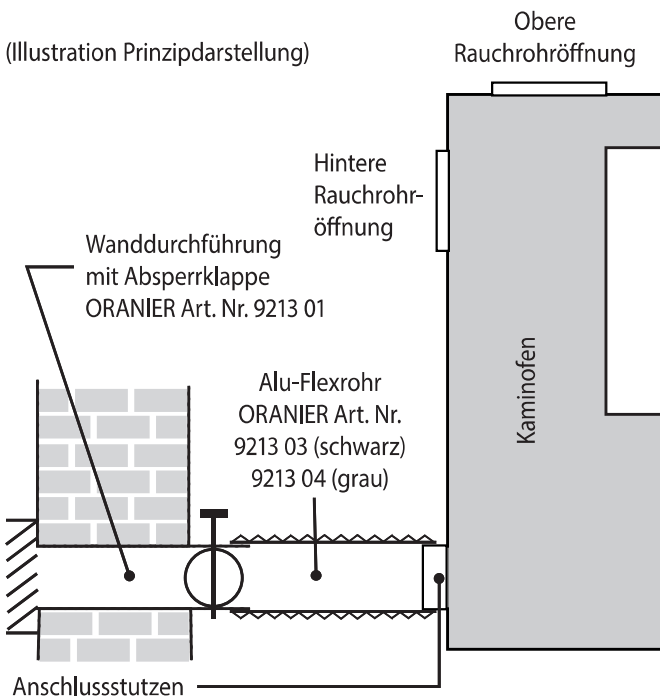 (Illustration Prinzipdarstellung)
Obere
Rauchrohröffnung
Hintere
Rauchrohr-
öffnung
Wanddurchführung
mit Absperrklappe
ORANIER Art. Nr. 9213 01
Alu-Flexrohr
ORANIER Art. Nr.
9213 03 (schwarz)
9213 04 (grau)
Kaminofen
Anschlussstutzen